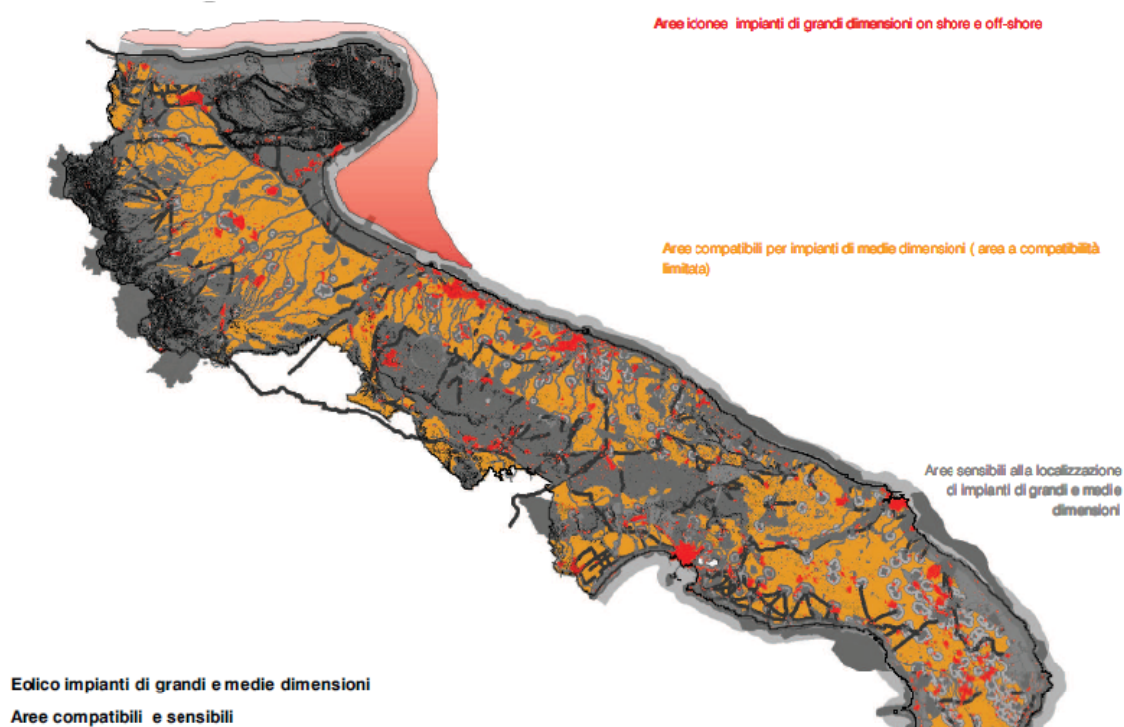 Aree iconee impianti di grandi dimensioni on shore e off-shore
Aree compatibili per impianti di medie dimensioni ( area a compatibilità
limitata)
Aree sensibili alla localizzazione
di impianti di grandi e medie
dimensioni
Eolico impianti di grandi e medie dimensioni
Aree compatibili e sensibili